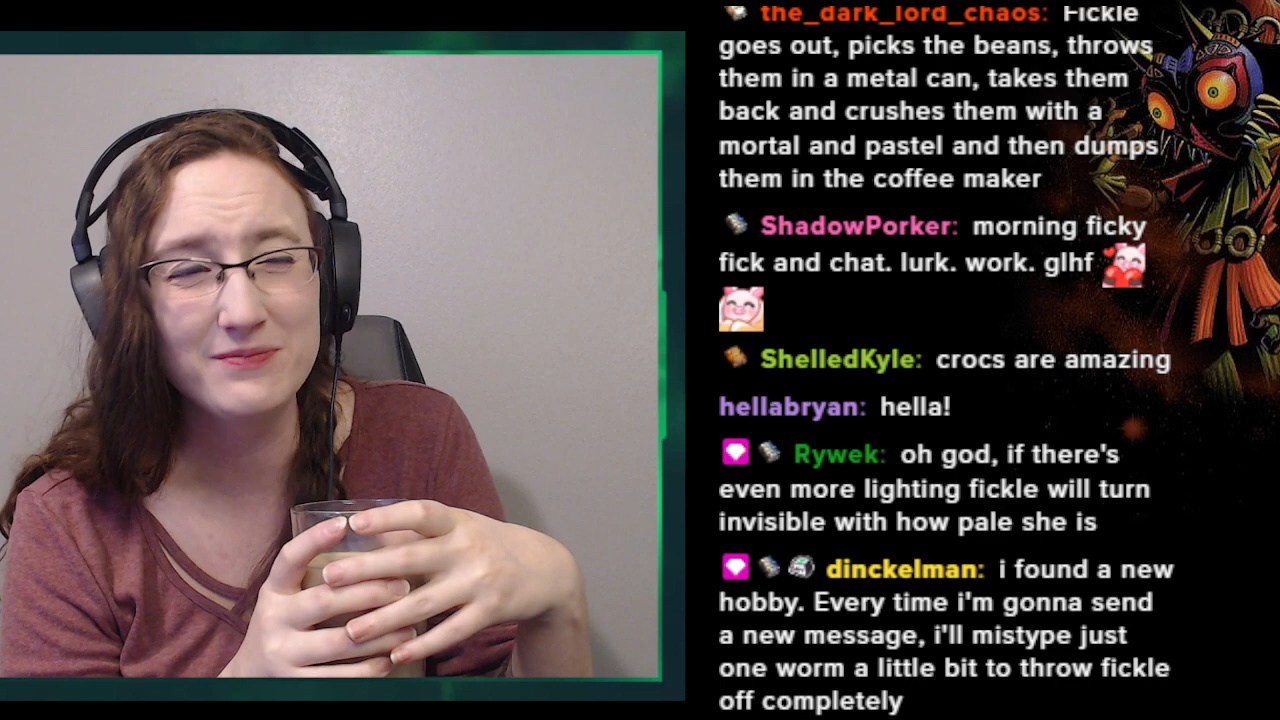 the_dark_lord_chaos: Fickle
goes out, picks the beans, throws
them in a metal can, takes them
back and crushes them with a
mortal and pastel and then dumps
them in the coffee maker
ShadowPorker: morning ficky
fick and chat. lurk. work. glhf
ShelledKyle: crocs are amazing
hellabryan: hella!
Rywek: oh god, if there's
even more lighting fickle will turn
invisible with how pale she is
dinckelman: i found a new
hobby. Every time i'm gonna send
a new message, i'll mistype just
one worm a little bit to throw fickle
off completely